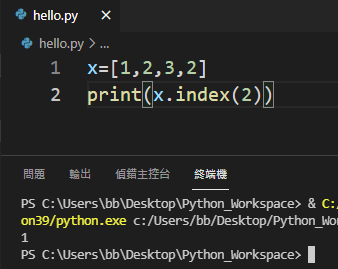 hello.py ×
hello.py > ...
1 x=[1,2,3,2]
2 print(x.index(2))
問題 輸出 偵錯主控台 終端機
PS C:\Users\bb\Desktop\Python_Workspace> & C:/
on39/python.exe c:/Users/bb/Desktop/Python_Wo
1
PS C:\Users\bb\Desktop\Python_Workspace>